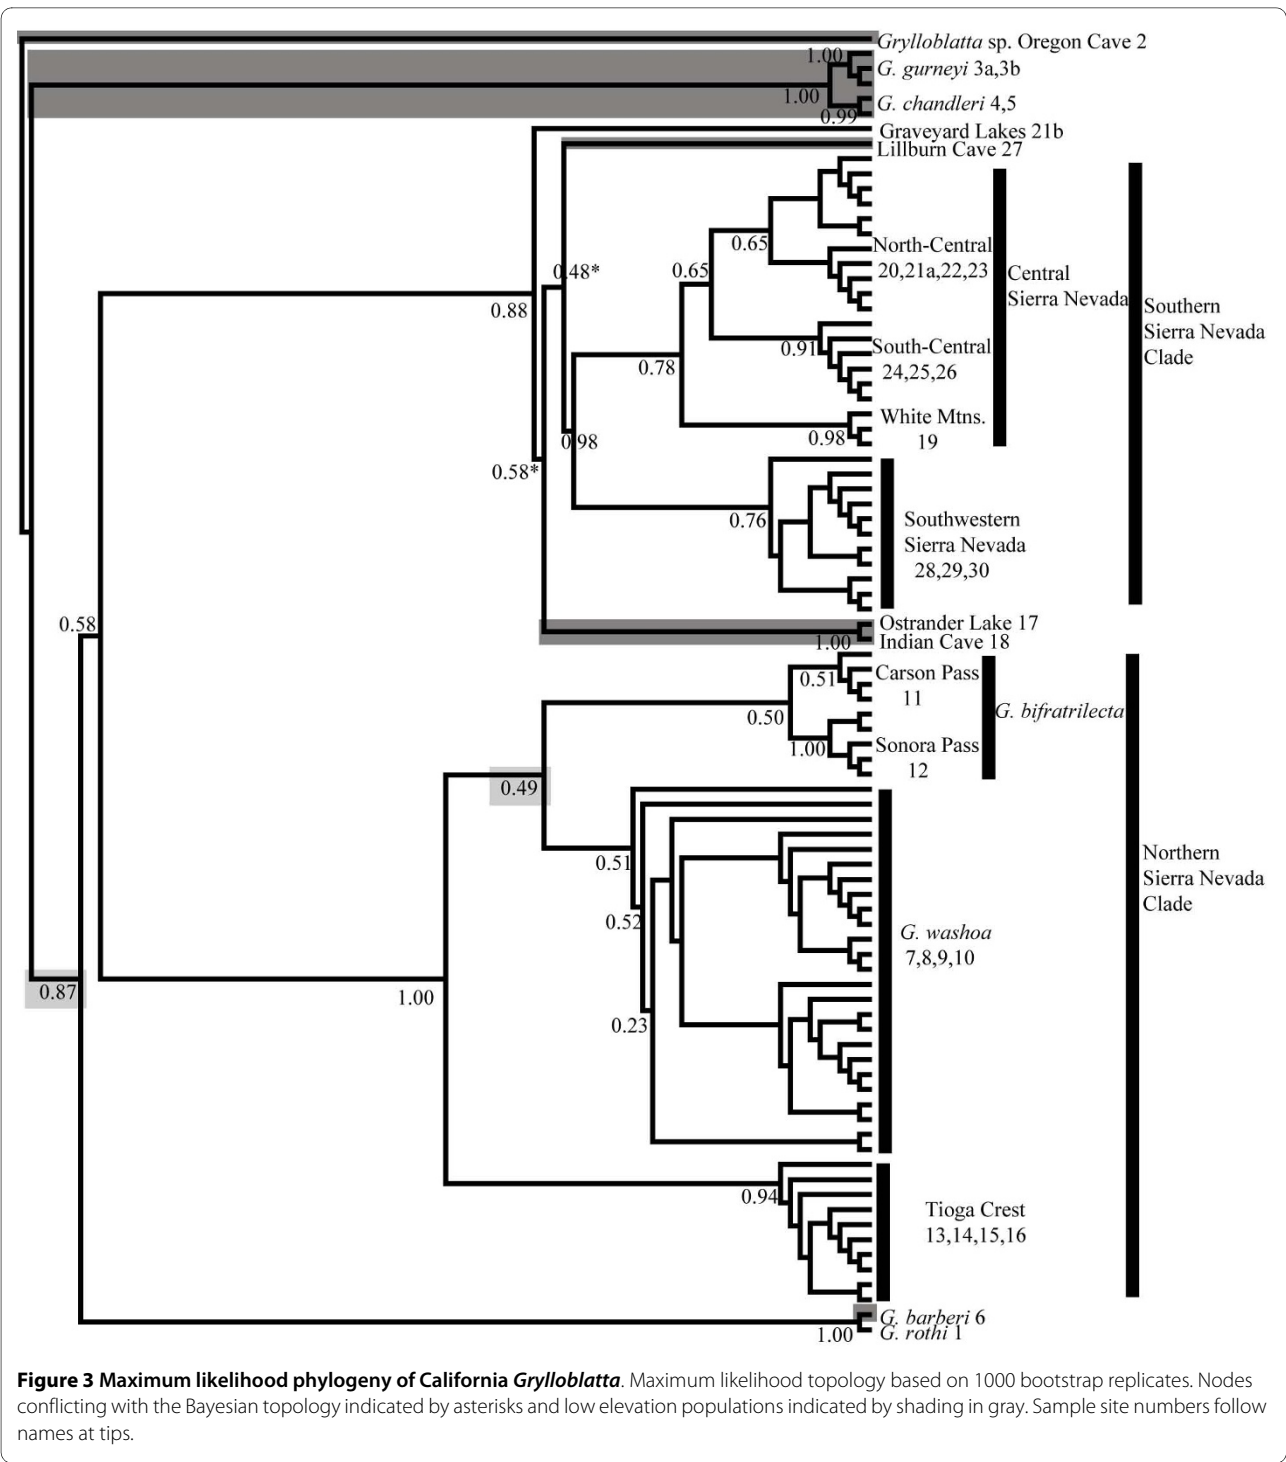 Grylloblatta sp. Oregon Cave 2
1.00
G. gurneyi 3a,3b
1.00
G. chandleri 4,5
0.99
Graveyard Lakes 21b
Lillburn Cave 27
0.65
North-Central
20,21a,22,23
0.48*
0.65
Central
Sierra Nevada
0.88
Southern
Sierra Nevada
Clade
0.91
South-Central
24,25,26
0.78
White Mtns.
19
0.98
0.98
0.58*
0.76
Southwestern
Sierra Nevada
28,29,30
0.58
Ostrander Lake 17
1.00
Indian Cave 18
0.51
Carson Pass
11
0.50
G. bifratrilecta
1.00
Sonora Pass
12
0.49
0.51
Northern
Sierra Nevada
Clade
0.52
G. washoa
7,8,9,10
0.87
1.00
0.23
0.94
Tioga Crest
13,14,15,16
G. barberi 6
1.00
G. rothi 1
Figure 3 Maximum likelihood phylogeny of California Grylloblatta. Maximum likelihood topology based on 1000 bootstrap replicates. Nodes
conflicting with the Bayesian topology indicated by asterisks and low elevation populations indicated by shading in gray. Sample site numbers follow
names at tips.